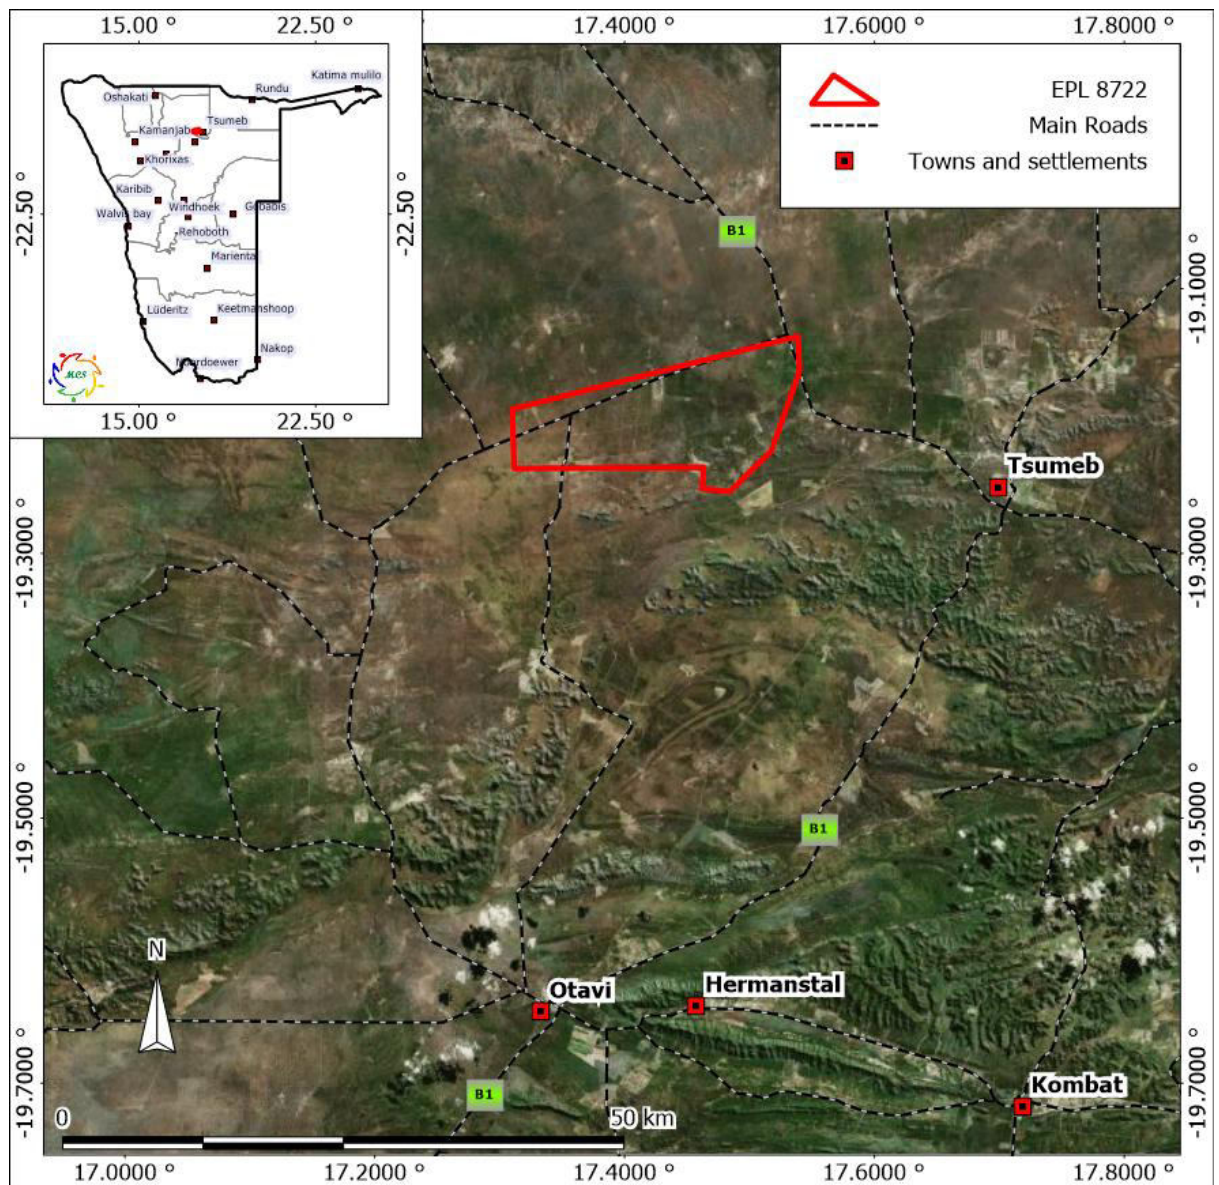 15.00 °
22.50 °
17.4000 °
17.6000 °
17.8000 °
Katima mulilo
Rundu
Oshakati
Tsumeb
Kamanjab
Khorixas
Karibib
Windhoek
Gobabis
Walvis bay
Rehoboth
Marienta
Lüderitz
Keetmanshoop
Nakop
Noordoewer
MCS
-22.50 °
-22.50 °
15.00 °
22.50 °
EPL 8722
Main Roads
Towns and settlements
B1
-19.1000 °
Tsumeb
-19.3000 °
-19.3000 °
B1
-19.5000 °
-19.5000 °
N
Otavi
Hermanstal
B1
Kombat
-19.7000 °
-19.7000 °
0
50 km
17.0000 °
17.2000 °
17.4000 °
17.6000 °
17.8000 °